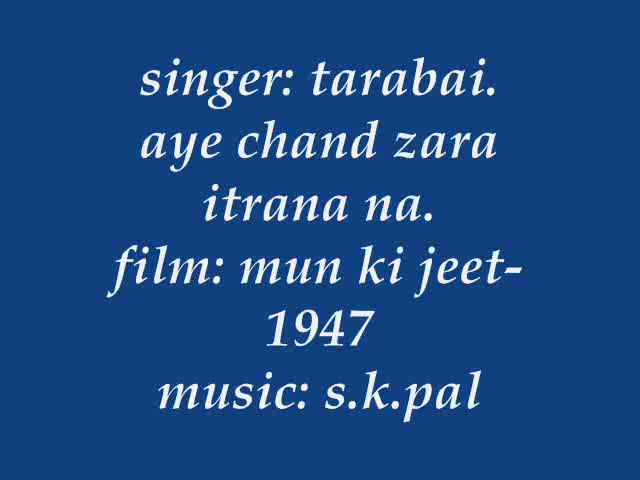 singer: tarabai.
aye chand zara
itrana na.
film: mun ki jeet-
1947
music: s.k.pal